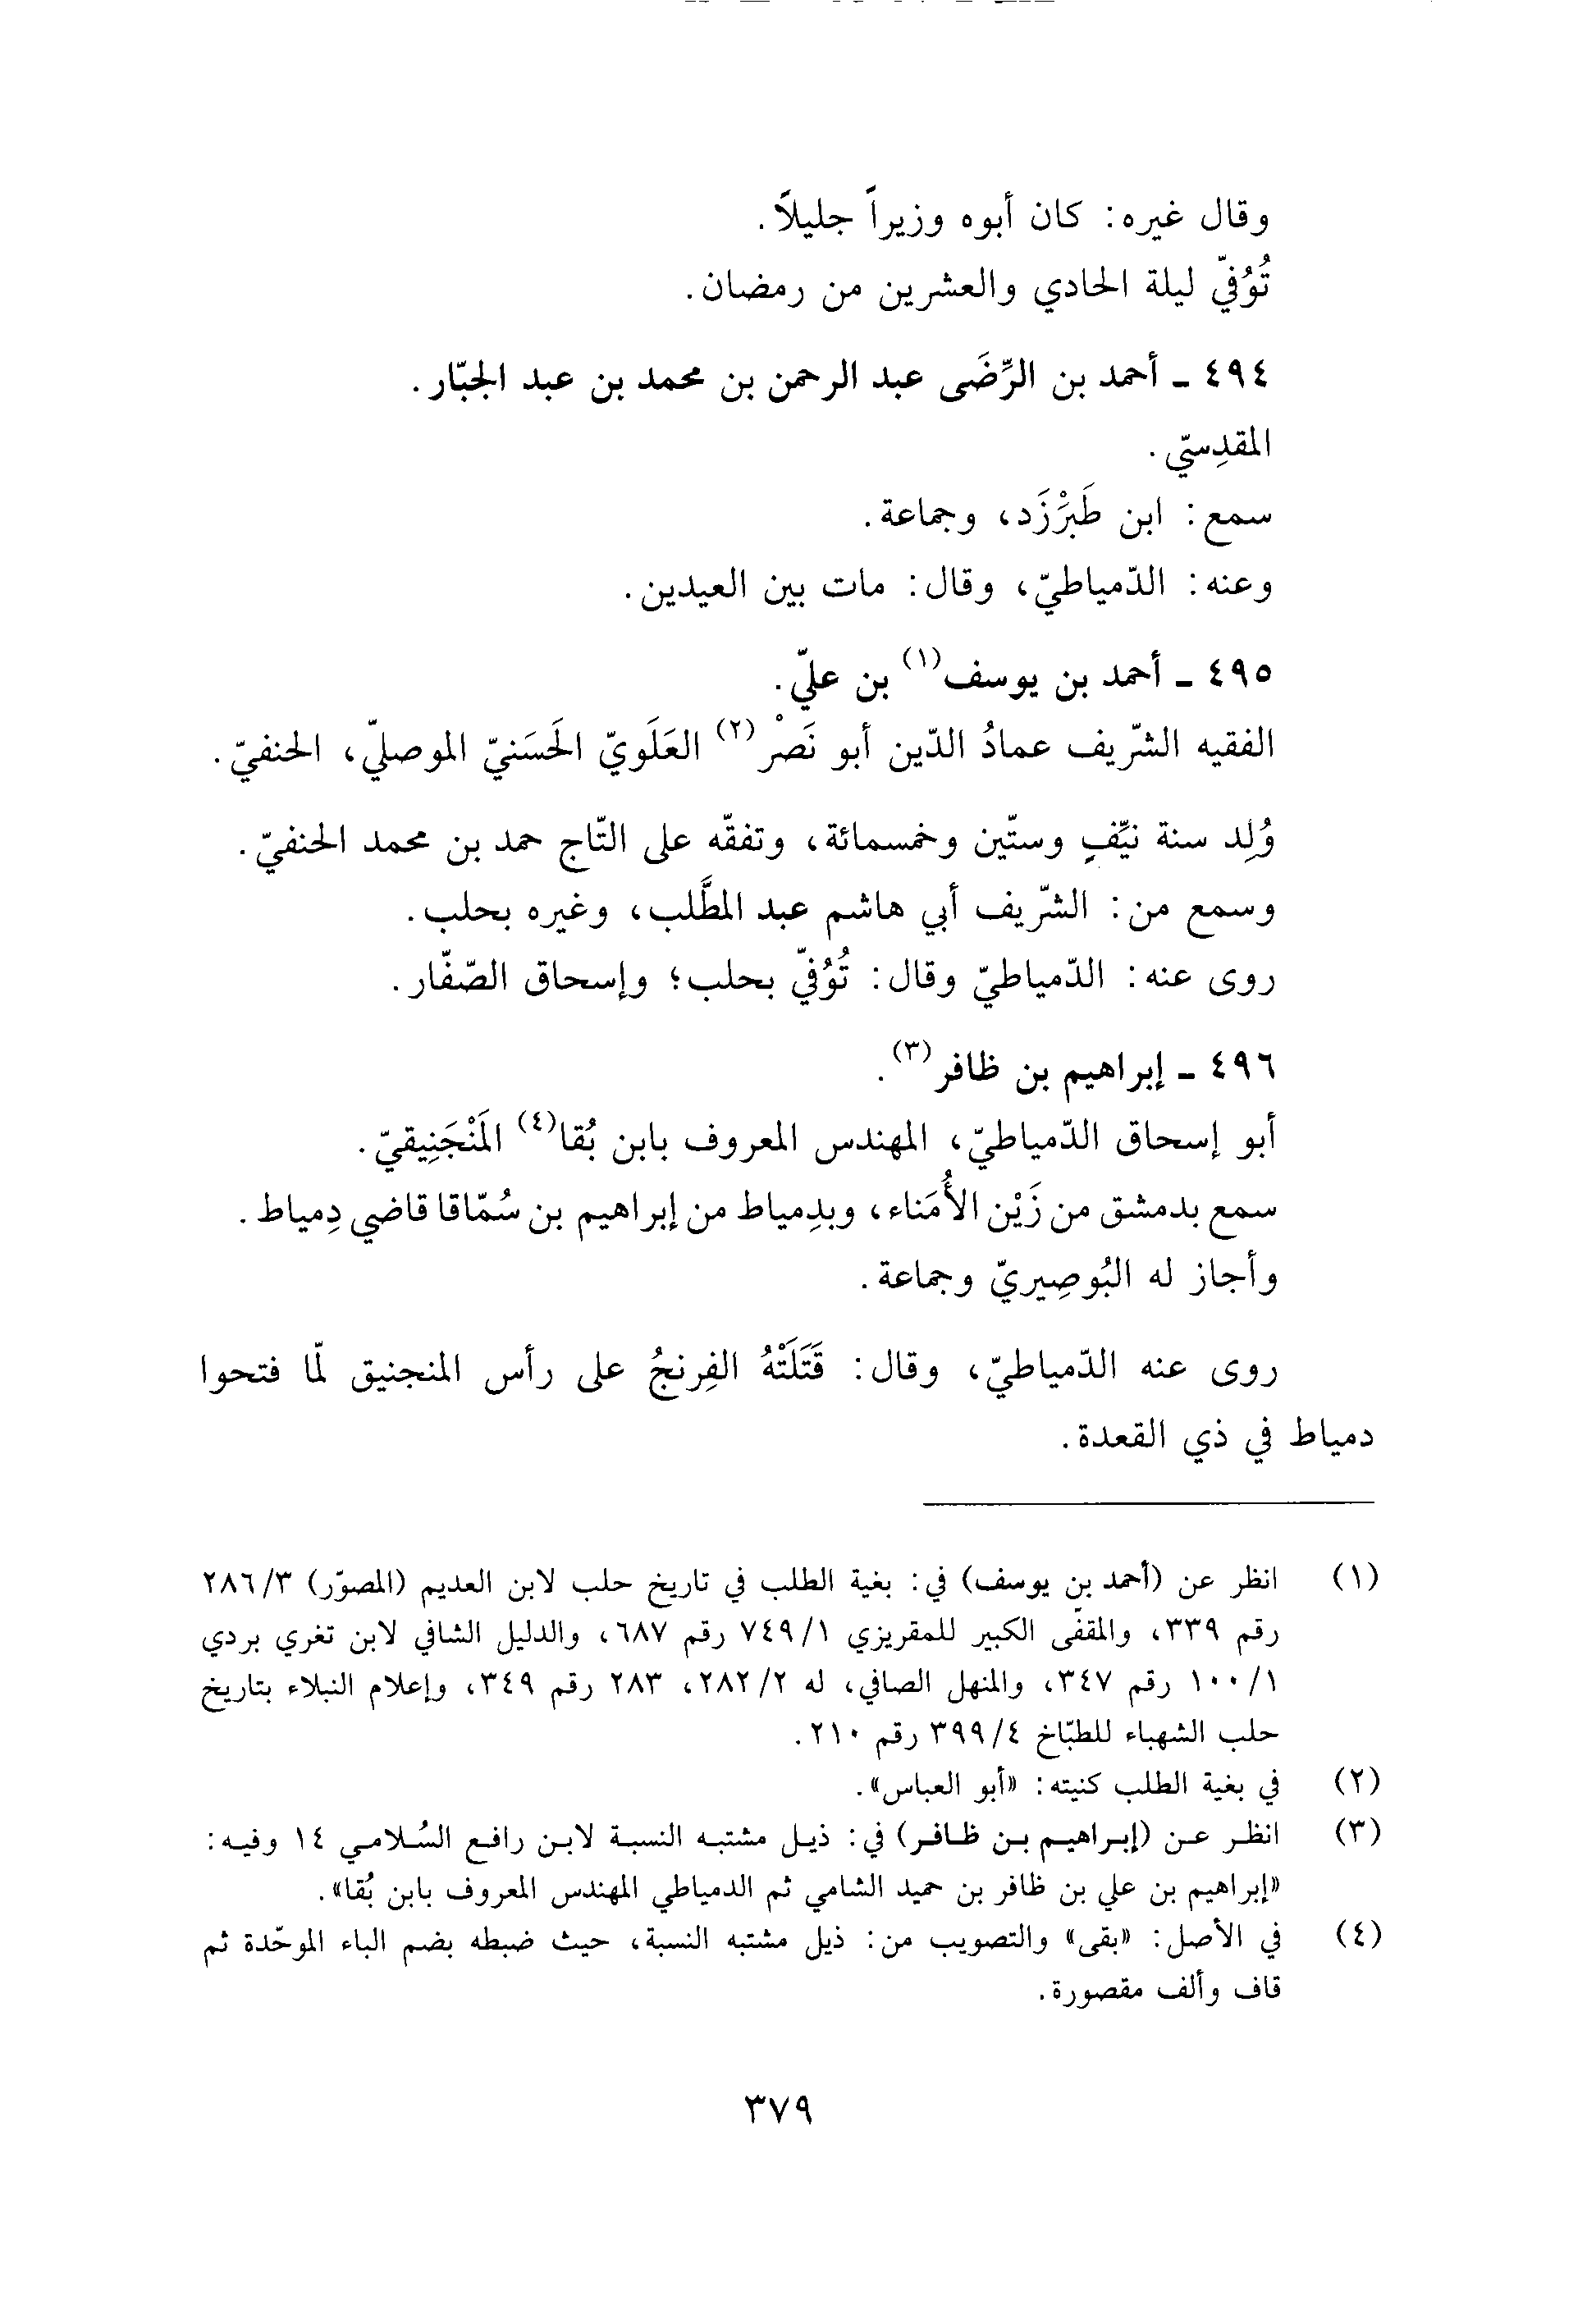 وقال غيره: كان أبوه وزيراً جليلاً.
تُوُفّي ليلة الحادي والعشرين من رمضان.
٤٩٤ - أحمد بن الرِّضَى عبد الرحمن بن محمد بن عبد الجبّار.
المقدِسيّ.
سمع: ابن طَبَرْزَد، وجماعة.
وعنه: الدّمياطيّ، وقال: مات بين العيدين.
٤٩٥ - أحمد بن يوسف(١) بن عليّ.
الفقيه الشّريف عمادُ الدّين أبو نَصْر(٢) العَلَويّ الحَسَنيّ الموصليّ، الحنفيّ.
وُلِد سنة نيِّفٍ وستّين وخمسمائة، وتفقّه على التّاج حمد بن محمد الحنفيّ.
وسمع من: الشّريف أبي هاشم عبد المطَّلب، وغيره بحلب.
روى عنه: الدّمياطيّ وقال: تُوُفّي بحلب؛ وإسحاق الصّفّار.
٤٩٦ - إبراهيم بن ظافر(٣).
أبو إسحاق الدّمياطيّ، المهندس المعروف بابن بُقا(٤) المَنْجَنِيقيّ.
سمع بدمشق من زَيْن الأُمَناء، وبدِمياط من إبراهيم بن سُمّاقا قاضي دِمياط.
وأجاز له البُوصِيريّ وجماعة.
روى عنه الدّمياطيّ، وقال: قَتَلَتْهُ الفِرنجُ على رأس المنجنيق لمّا فتحوا
دمياط في ذي القعدة.
(١) انظر عن (أحمد بن يوسف) في: بغية الطلب في تاريخ حلب لابن العديم (المصوّر) ٢٨٦/٣
رقم ٣٣٩، والمقفّى الكبير للمقريزي ٧٤٩/١ رقم ٦٨٧، والدليل الشافي لابن تغري بردي
١٠٠/١ رقم ٣٤٧، والمنهل الصافي، له ٢٨٢/٢، ٢٨٣ رقم ٣٤٩، وإعلام النبلاء بتاريخ
حلب الشهباء للطبّاخ ٣٩٩/٤ رقم ٢١٠.
(٢) في بغية الطلب كنيته: «أبو العباس».
(٣) انظر عن (إبراهيم بن ظافر) في: ذيل مشتبه النسبة لابن رافع السُلامي ١٤ وفيه:
«إبراهيم بن علي بن ظافر بن حميد الشامي ثم الدمياطي المهندس المعروف بابن بُقا».
(٤) في الأصل: «بقى» والتصويب من: ذيل مشتبه النسبة، حيث ضبطه بضم الباء الموحّدة ثم
قاف وألف مقصورة.
٣٧٩